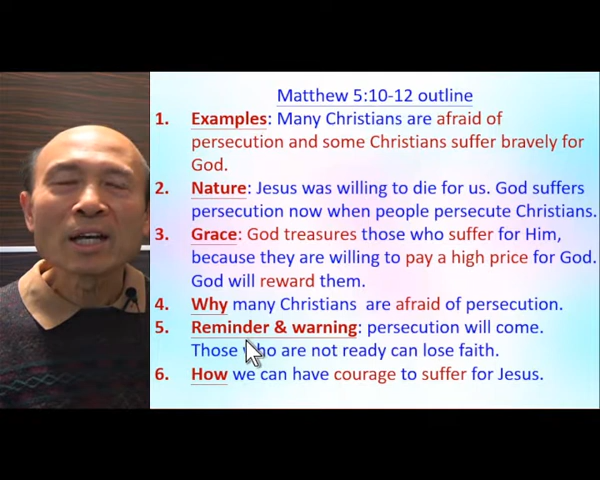 Matthew 5:10-12 outline
1. Examples: Many Christians are afraid of
persecution and some Christians suffer bravely for
God.
2. Nature: Jesus was willing to die for us. God suffers
persecution now when people persecute Christians.
3. Grace: God treasures those who suffer for Him,
because they are willing to pay a high price for God.
God will reward them.
4. Why many Christians are afraid of persecution.
5. Reminder & warning: persecution will come.
Those who are not ready can lose faith.
6. How we can have courage to suffer for Jesus.